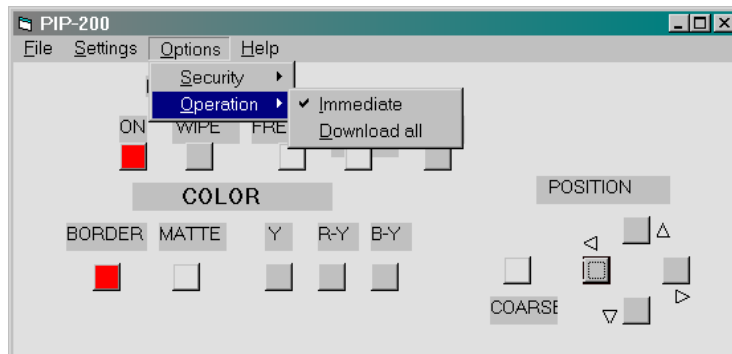 PIP-200
File Settings Options Help
Security
Operation
Immediate
Download all
ON WIPE FRE
COLOR
POSITION
BORDER MATTE Y R-Y B-Y
COARSE